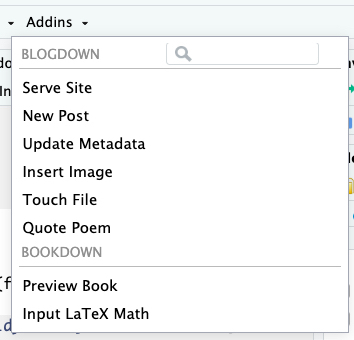 Addins
BLOGDOWN
Serve Site
New Post
Update Metadata
Insert Image
Touch File
Quote Poem
BOOKDOWN
Preview Book
Input LaTeX Math